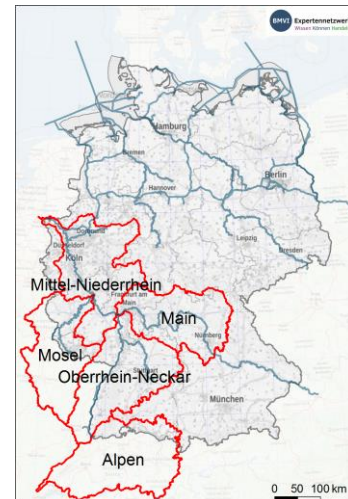 BMVI Expertennetzwerk
Wissen Können Handeln
Hamburg
Bremen
Berlin
Hannover
Dortmund
Leipzig
Düsseldorf
Dresden
Köln
Mittel-Niederrhein
Frankfurt am
Main
Main
Nürnberg
Mosel
Oberrhein-Neckar
Stuttgart
München
Alpen
0 50 100 km